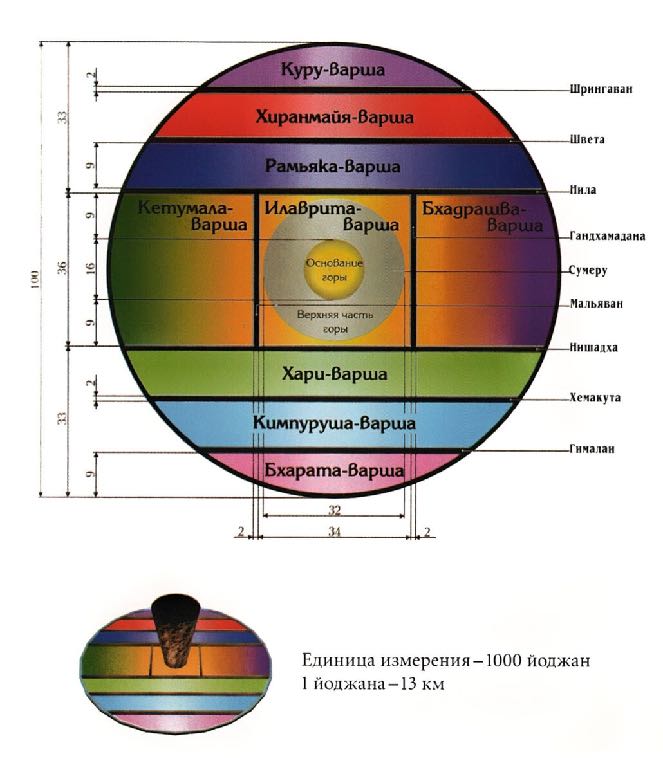 Куру-варша
2
Шрингаван
33
Хиранмайя-варша
Швета
9
Рамьяка-варша
Нила
9
Кетумала-
варша
Илаврита-
варша
Бхадрашва-
варша
Гандхамадана
100
36
16
Основание
горы
Сумеру
Мальяван
9
Верхняя часть
горы
Нишадха
Хари-варша
2
Хемакута
33
Кимпуруша-варша
Гималаи
9
Бхарата-варша
32
2
34
2
Единица измерения – 1000 йоджан
1 йоджана – 13 км